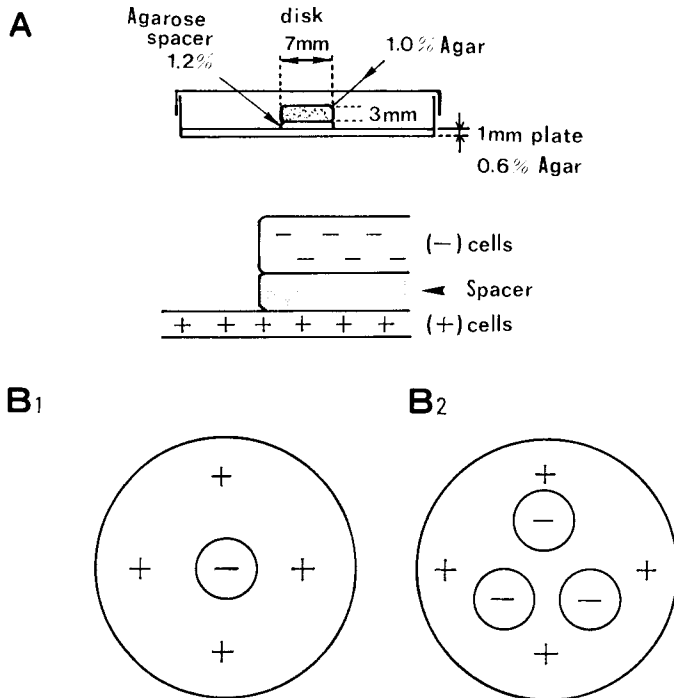 A
Agarose
spacer
1.2%
disk
7mm
1.0% Agar
3mm
1mm plate
0.6% Agar
− − − −
− − −
(−) cells
Spacer
+ + + + + +
(+) cells
B1
+
+ − +
+
B2
+
−
+ +
− −
+